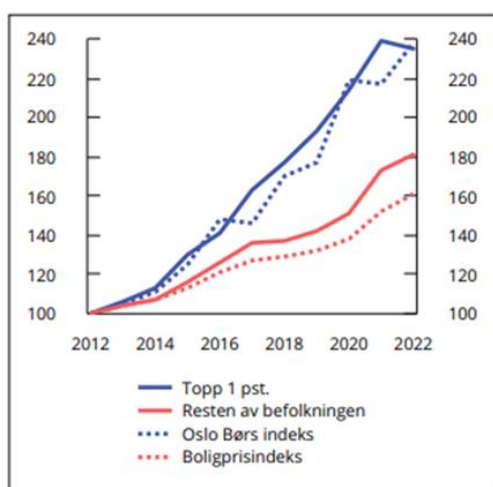 240 240
220 220
200 200
180 180
160 160
140 140
120 120
100 100
2012 2014 2016 2018 2020 2022
Topp 1 pst.
Resten av befolkningen
Oslo Børs indeks
Boligprisindeks